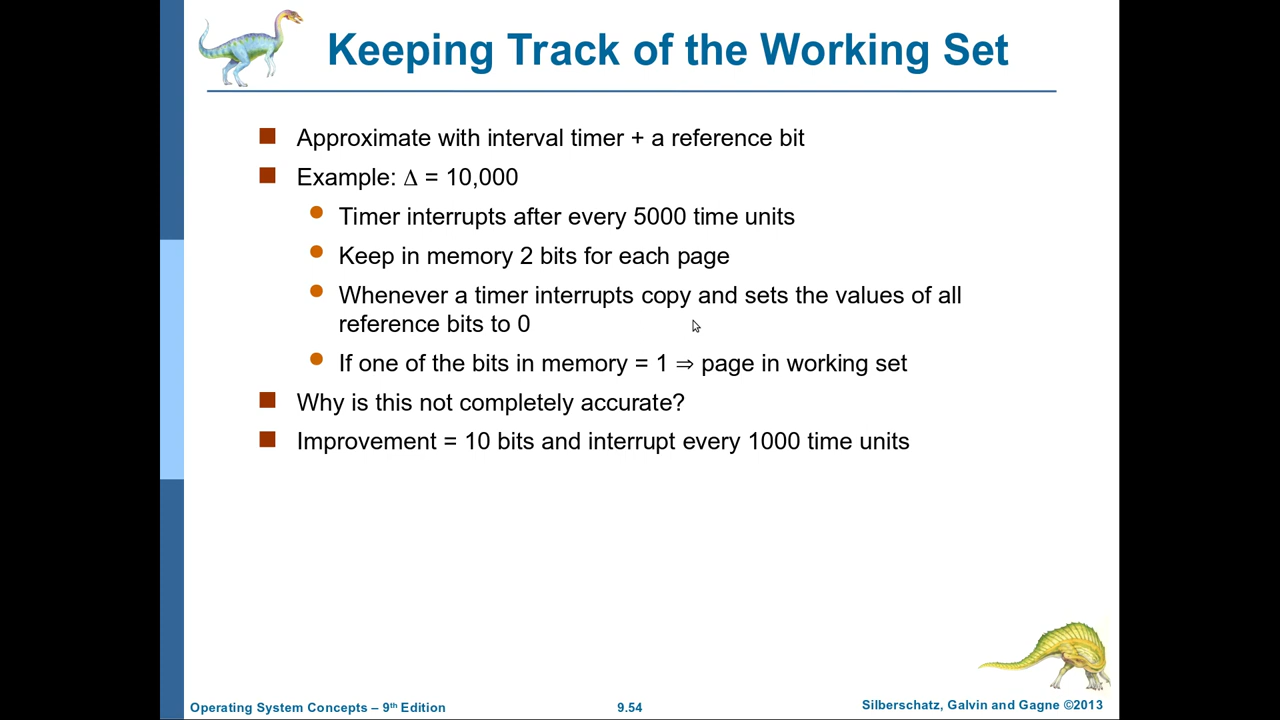 Keeping Track of the Working Set
Approximate with interval timer + a reference bit
Example: Δ = 10,000
Timer interrupts after every 5000 time units
Keep in memory 2 bits for each page
Whenever a timer interrupts copy and sets the values of all
reference bits to 0
If one of the bits in memory = 1 ⇒ page in working set
Why is this not completely accurate?
Improvement = 10 bits and interrupt every 1000 time units
Operating System Concepts – 9th Edition
9.54
Silberschatz, Galvin and Gagne ©2013